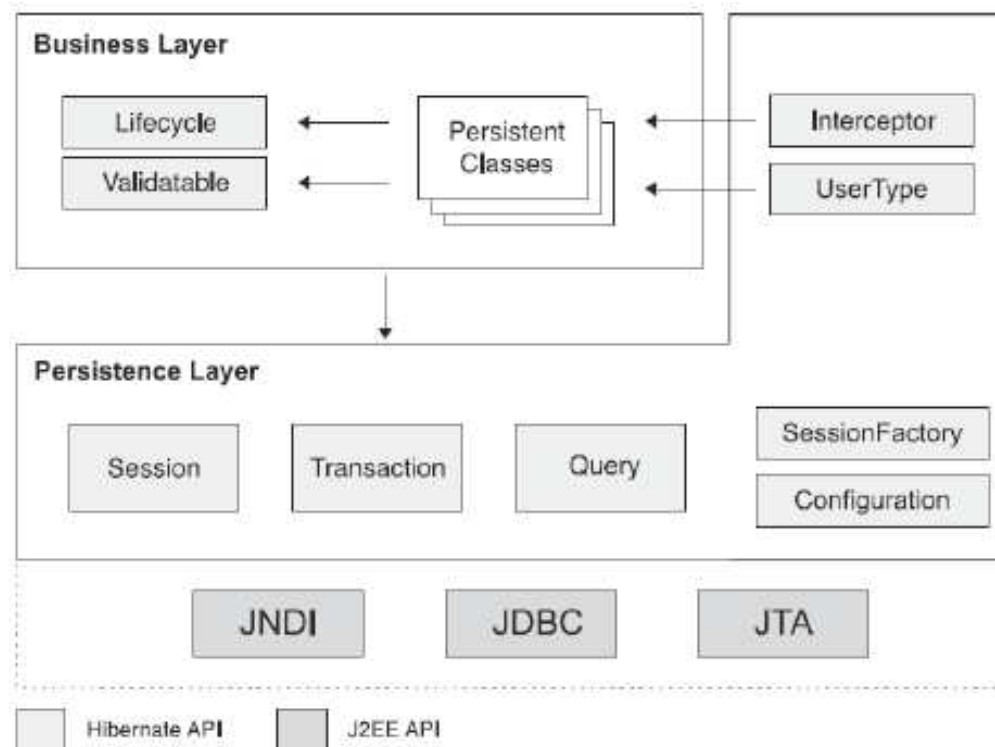 Business Layer
Lifecycle
Validatable
Persistent
Classes
Interceptor
UserType
Persistence Layer
Session
Transaction
Query
SessionFactory
Configuration
JNDI
JDBC
JTA
Hibernate API
J2EE API